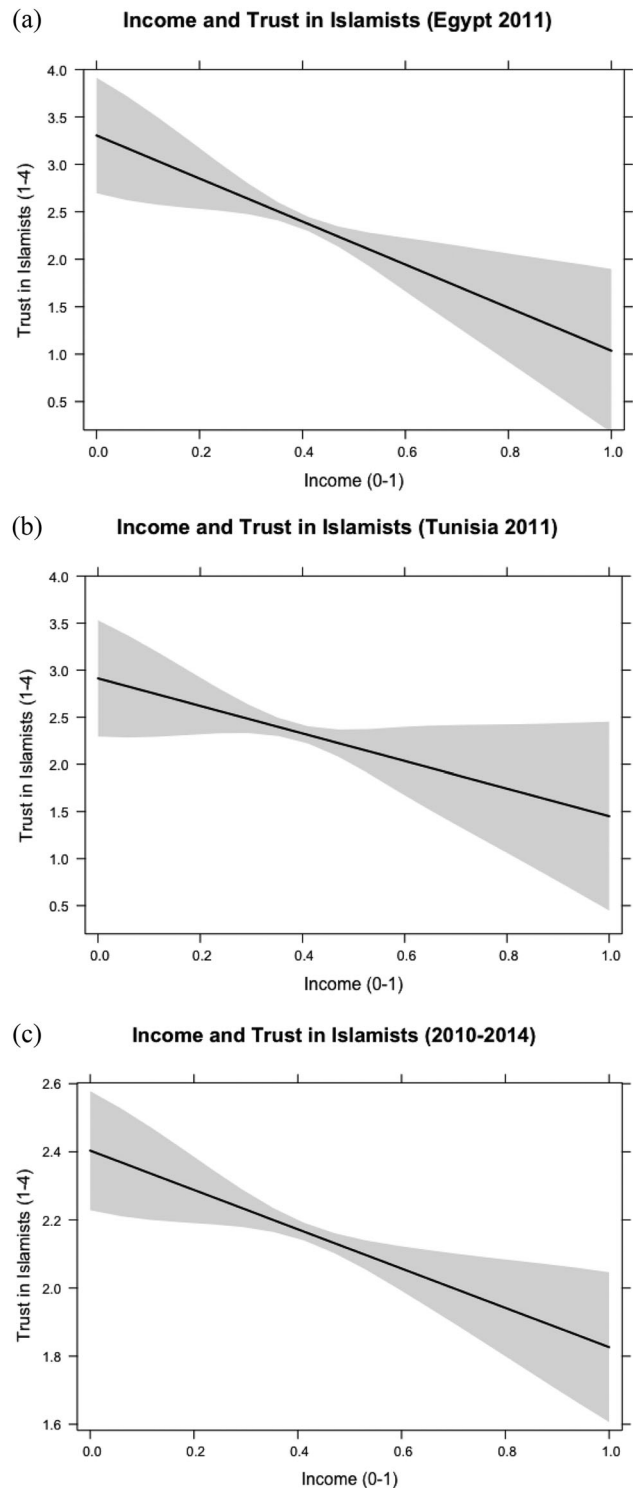 (a)
Income and Trust in Islamists (Egypt 2011)
4.0
3.5
3.0
2.5
2.0
1.5
1.0
0.5
Trust in Islamists (1-4)
0.0 0.2 0.4 0.6 0.8 1.0
Income (0-1)
(b)
Income and Trust in Islamists (Tunisia 2011)
4.0
3.5
3.0
2.5
2.0
1.5
1.0
0.5
Trust in Islamists (1-4)
0.0 0.2 0.4 0.6 0.8 1.0
Income (0-1)
(c)
Income and Trust in Islamists (2010-2014)
2.6
2.4
2.2
2.0
1.8
1.6
Trust in Islamists (1-4)
0.0 0.2 0.4 0.6 0.8 1.0
Income (0-1)